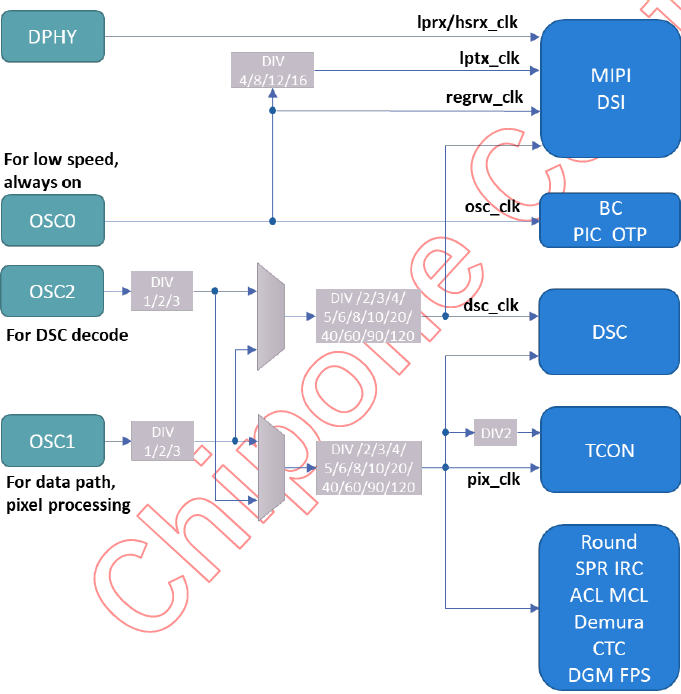 DPHY
lprx/hsrx_clk
DIV
4/8/12/16
lptx_clk
regrw_clk
MIPI
DSI
For low speed,
always on
OSC0
osc_clk
BC
PIC OTP
OSC2
DIV
1/2/3
For DSC decode
DIV /2/3/4/
5/6/8/10/20/
40/60/90/120
dsc_clk
DSC
OSC1
DIV
1/2/3
For data path,
pixel processing
DIV /2/3/4/
5/6/8/10/20/
40/60/90/120
DIV2
pix_clk
TCON
Round
SPR IRC
ACL MCL
Demura
CTC
DGM FPS
Chipone